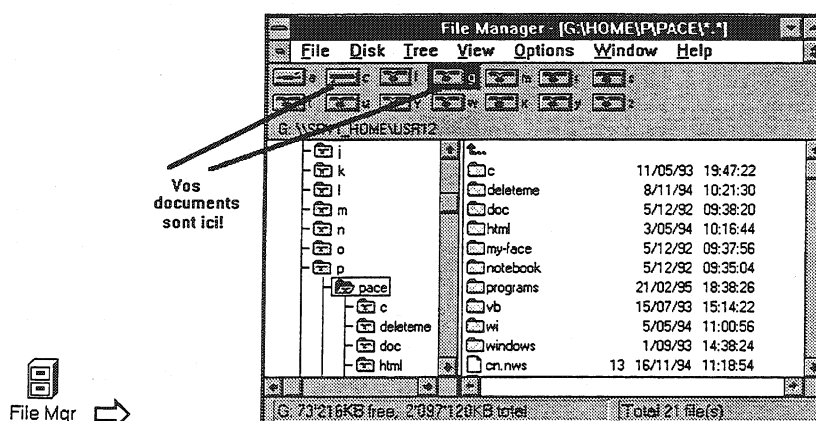 File Manager - [G:\HOME\P\PACE\*.*]
File Disk Tree View Options Window Help
a c l g m r s
t u v w x y z
G: \\SRV1_HOME\USR12
j
k
l
m
n
o
p
pace
c
deleteme
doc
html
c 11/05/93 19:47:22
deleteme 8/11/94 10:21:30
doc 5/12/92 09:38:20
html 3/05/94 10:16:44
my-face 5/12/92 09:37:56
notebook 5/12/92 09:35:04
programs 21/02/95 18:38:26
vb 15/07/93 15:14:22
wi 5/05/94 11:00:56
windows 1/09/93 14:38:24
cn.nws 13 16/11/94 11:18:54
G: 73'216KB free, 2'097'120KB total
Total 21 file(s)
Vos
documents
sont ici!
File Mgr